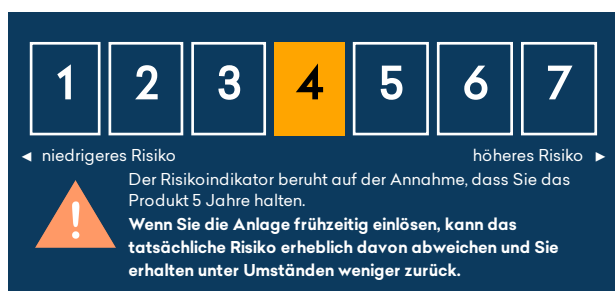 1 2 3 4 5 6 7
◄ niedrigeres Risiko höheres Risiko ►
Der Risikoindikator beruht auf der Annahme, dass Sie das
Produkt 5 Jahre halten.
Wenn Sie die Anlage frühzeitig einlösen, kann das
tatsächliche Risiko erheblich davon abweichen und Sie
erhalten unter Umständen weniger zurück.
!